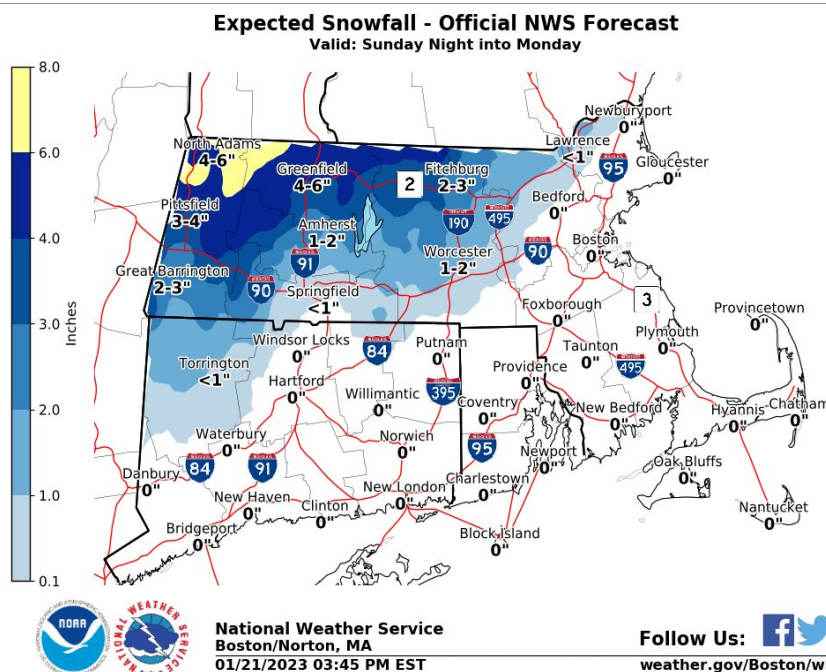 Expected Snowfall - Official NWS Forecast
Valid: Sunday Night into Monday
8.0
6.0
4.0
3.0
2.0
1.0
0.1
Inches
Newburyport
0"
North Adams
4-6"
Lawrence
<1"
95
Gloucester
0"
Greenfield
4-6"
2
Fitchburg
2-3"
Pittsfield
3-4"
Bedford
0"
190
495
Amherst
1-2"
Boston
0"
Worcester
1-2"
90
91
Great Barrington
2-3"
90
Springfield
<1"
Foxborough
0"
3
Provincetown
0"
Windsor Locks
0"
84
Putnam
0"
Taunton
0"
Plymouth
0"
495
Torrington
<1"
Hartford
0"
Willimantic
0"
395
Providence
0"
Coventry
0"
New Bedford
0"
Hyannis
0"
Chatham
0"
Waterbury
0"
Norwich
0"
95
Newport
0"
Danbury
0"
84
91
New Haven
0"
Clinton
0"
New London
0"
Charlestown
0"
Oak Bluffs
0"
Nantucket
0"
Bridgeport
0"
Block Island
0"
NOAA
NATIONAL WEATHER SERVICE
National Weather Service
Boston/Norton, MA
01/21/2023 03:45 PM EST
Follow Us:
weather.gov/Boston/w